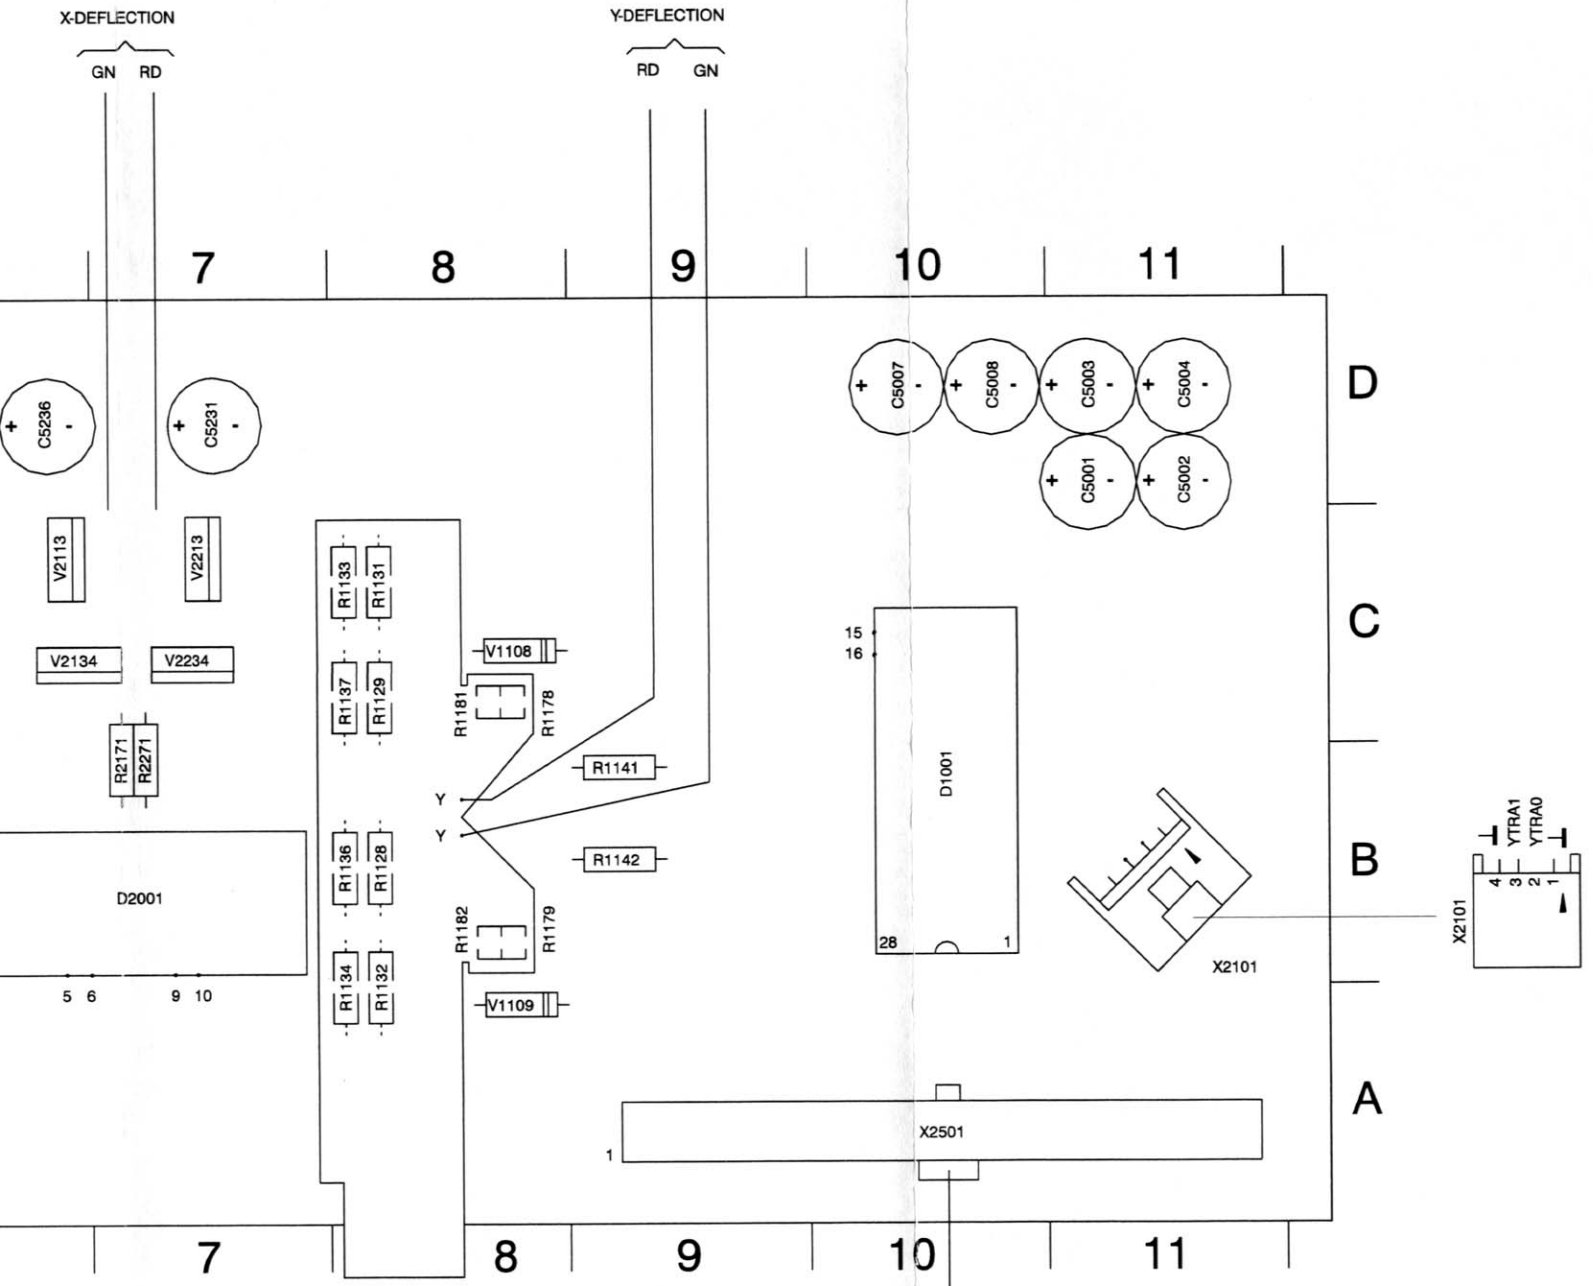 X-DEFLECTION
Y-DEFLECTION
GN RD
RD GN
7 8 9 10 11
D
+ C5236 -
+ C5231 -
+ C5007 -
+ C5008 -
+ C5003 -
+ C5004 -
+ C5001 -
+ C5002 -
V2113
V2213
R1133
R1131
C
15
16
V1108
V2134
V2234
R1137
R1129
R1181
R1178
R2171
R2271
R1141
D1001
Y
Y
YTRA1
YTRA0
R1136
R1128
R1142
B
4 3 2 1
D2001
X2101
R1182
R1179
28 1
X2101
R1134
R1132
5 6 9 10
V1109
A
X2501
1
7 8 9 10 11